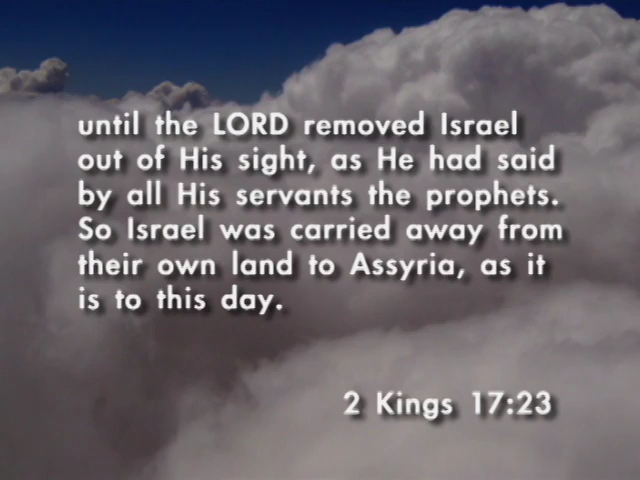 until the LORD removed Israel
out of His sight, as He had said
by all His servants the prophets.
So Israel was carried away from
their own land to Assyria, as it
is to this day.
2 Kings 17:23